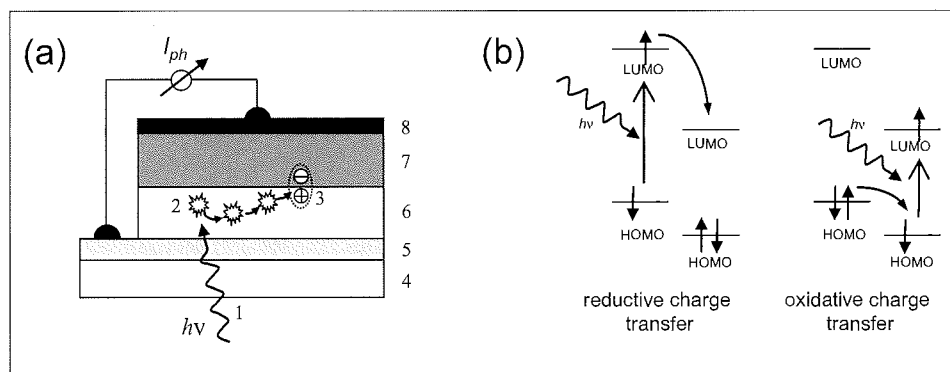 (a)
I_ph
8
7
2
3
6
5
4
1
hν
(b)
LUMO
hν
LUMO
HOMO
HOMO
reductive charge
transfer
LUMO
hν
LUMO
HOMO
HOMO
oxidative charge
transfer